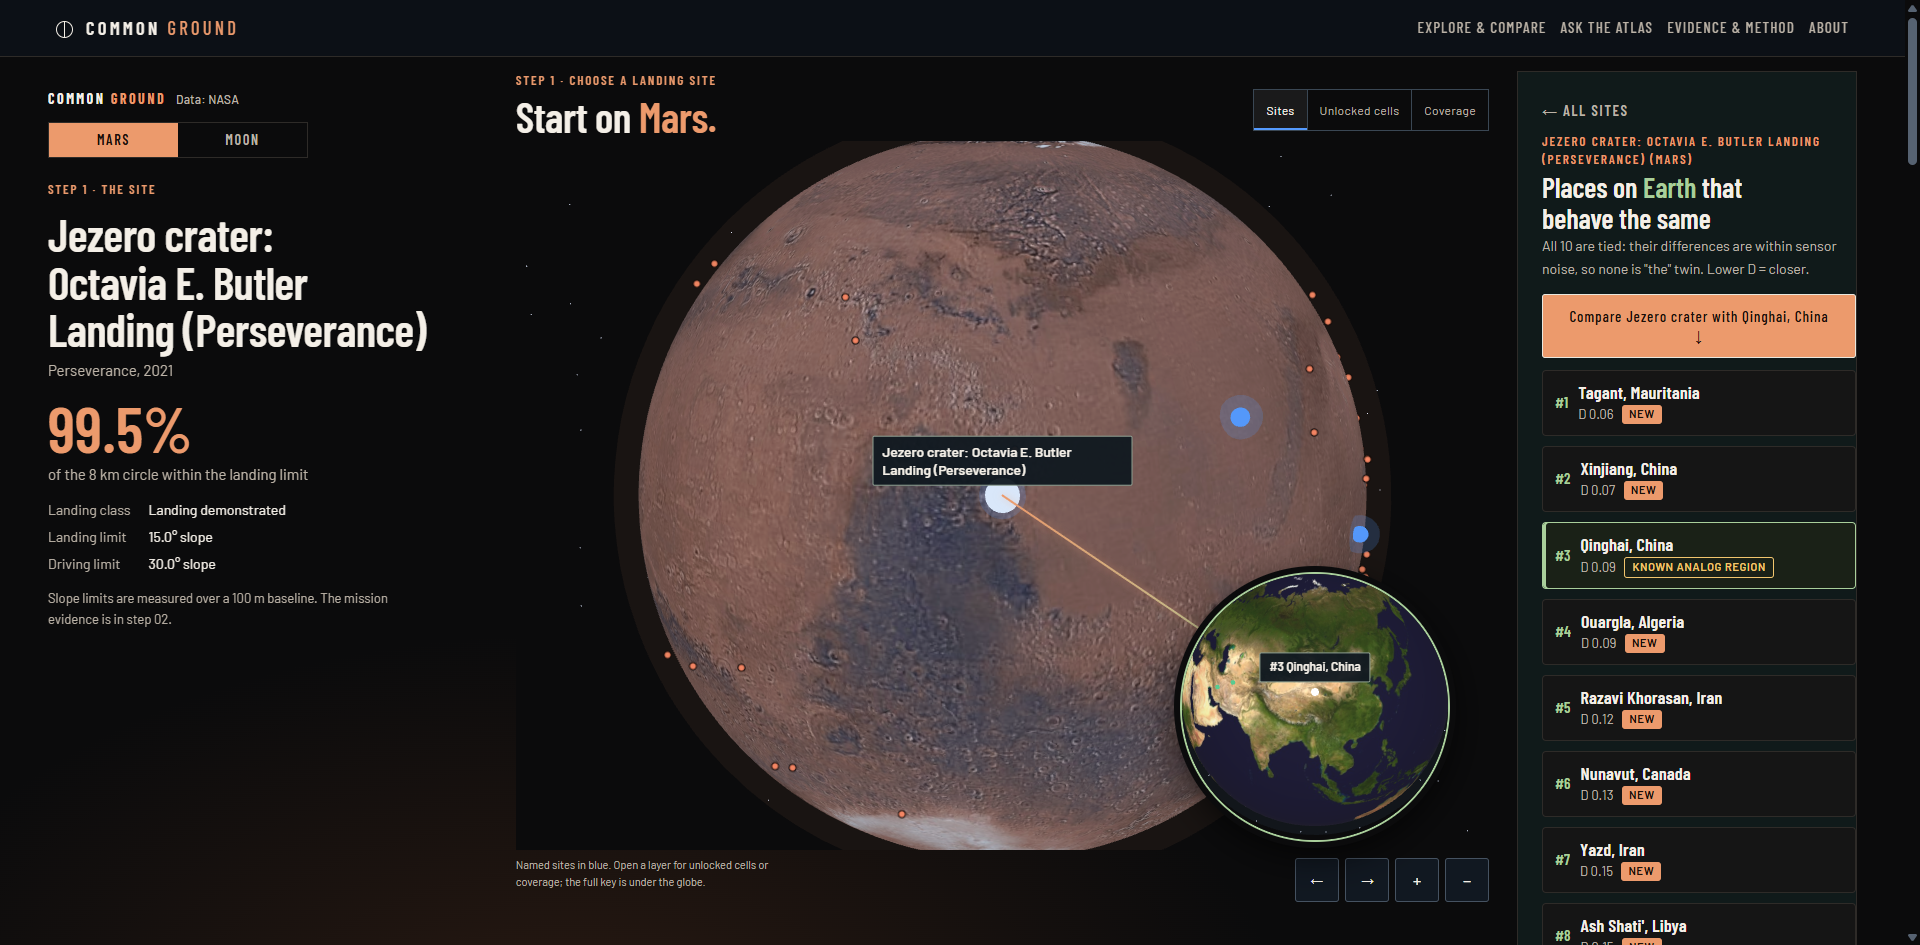 COMMON GROUND
EXPLORE & COMPARE
ASK THE ATLAS
EVIDENCE & METHOD
ABOUT
COMMON GROUND Data: NASA
MARS
MOON
STEP 1 · THE SITE
Jezero crater:
Octavia E. Butler
Landing (Perseverance)
Perseverance, 2021
99.5%
of the 8 km circle within the landing limit
Landing class Landing demonstrated
Landing limit 15.0° slope
Driving limit 30.0° slope
Slope limits are measured over a 100 m baseline. The mission
evidence is in step 02.
STEP 1 · CHOOSE A LANDING SITE
Start on Mars.
Sites
Unlocked cells
Coverage
Jezero crater: Octavia E. Butler
Landing (Perseverance)
#3 Qinghai, China
Named sites in blue. Open a layer for unlocked cells or
coverage; the full key is under the globe.
← → + −
← ALL SITES
JEZERO CRATER: OCTAVIA E. BUTLER LANDING
(PERSEVERANCE) (MARS)
Places on Earth that
behave the same
All 10 are tied: their differences are within sensor
noise, so none is "the" twin. Lower D = closer.
Compare Jezero crater with Qinghai, China
↓
#1 Tagant, Mauritania
D 0.06 NEW
#2 Xinjiang, China
D 0.07 NEW
#3 Qinghai, China
D 0.09 KNOWN ANALOG REGION
#4 Ouargla, Algeria
D 0.09 NEW
#5 Razavi Khorasan, Iran
D 0.12 NEW
#6 Nunavut, Canada
D 0.13 NEW
#7 Yazd, Iran
D 0.15 NEW
#8 Ash Shati', Libya